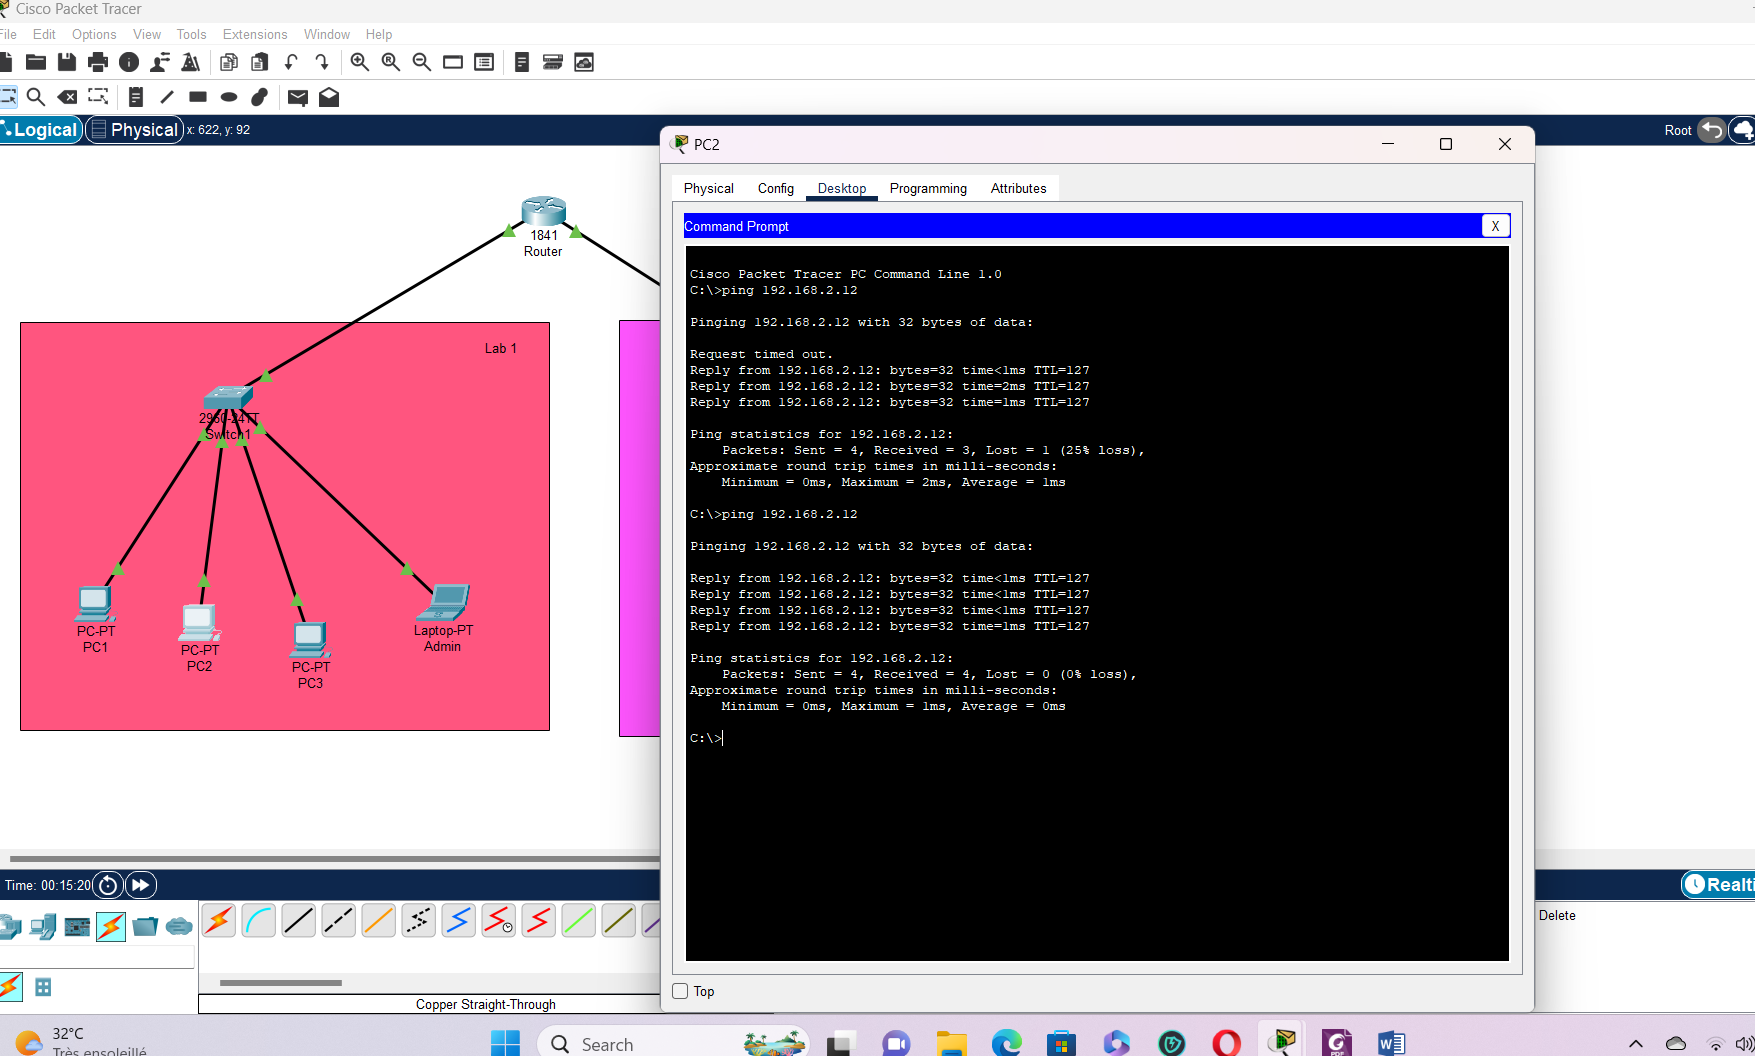 Cisco Packet Tracer
File Edit Options View Tools Extensions Window Help
Logical Physical x: 622, y: 92
Root
1841
Router
Lab 1
2960-24TT
Switch1
PC-PT
PC1
PC-PT
PC2
PC-PT
PC3
Laptop-PT
Admin
PC2
Physical Config Desktop Programming Attributes
Command Prompt
X
Cisco Packet Tracer PC Command Line 1.0
C:\>ping 192.168.2.12
Pinging 192.168.2.12 with 32 bytes of data:
Request timed out.
Reply from 192.168.2.12: bytes=32 time<1ms TTL=127
Reply from 192.168.2.12: bytes=32 time=2ms TTL=127
Reply from 192.168.2.12: bytes=32 time=1ms TTL=127
Ping statistics for 192.168.2.12:
Packets: Sent = 4, Received = 3, Lost = 1 (25% loss),
Approximate round trip times in milli-seconds:
Minimum = 0ms, Maximum = 2ms, Average = 1ms
C:\>ping 192.168.2.12
Pinging 192.168.2.12 with 32 bytes of data:
Reply from 192.168.2.12: bytes=32 time<1ms TTL=127
Reply from 192.168.2.12: bytes=32 time<1ms TTL=127
Reply from 192.168.2.12: bytes=32 time<1ms TTL=127
Reply from 192.168.2.12: bytes=32 time=1ms TTL=127
Ping statistics for 192.168.2.12:
Packets: Sent = 4, Received = 4, Lost = 0 (0% loss),
Approximate round trip times in milli-seconds:
Minimum = 0ms, Maximum = 1ms, Average = 0ms
C:\>
Top
Time: 00:15:20
Realti
Delete
Copper Straight-Through
32°C
Très ensoleillé
Search